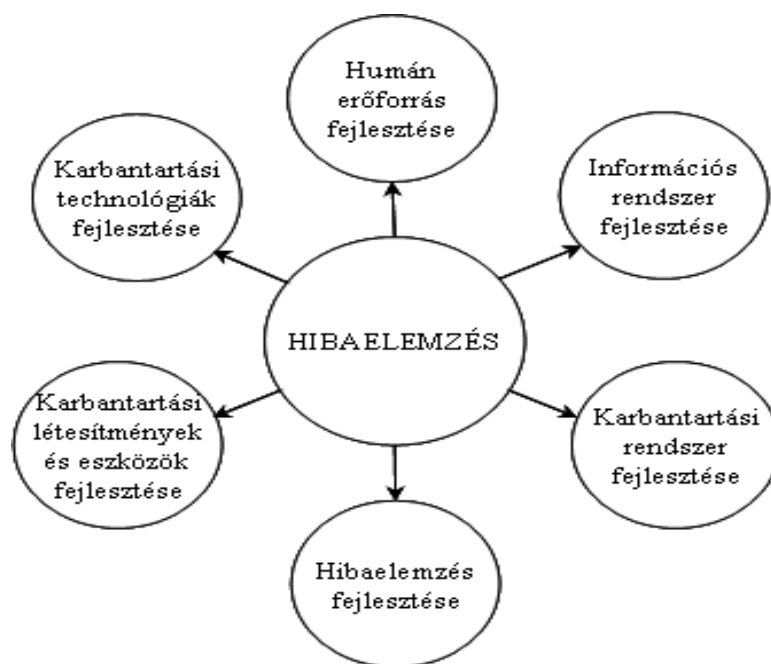 Humán
erőforrás
fejlesztése
Karbantartási
technológiák
fejlesztése
Információs
rendszer
fejlesztése
HIBAELEMZÉS
Karbantartási
létesítmények
és eszközök
fejlesztése
Karbantartási
rendszer
fejlesztése
Hibaelemzés
fejlesztése